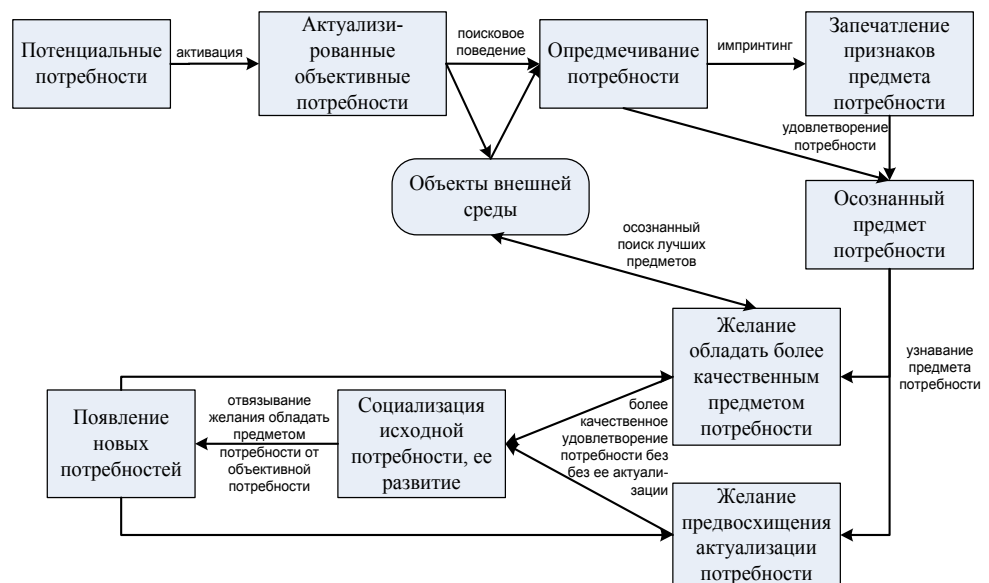 Потенциальные
потребности
активация
Актуализи-
рованные
объективные
потребности
поисковое
поведение
Опредмечивание
потребности
импринтинг
Запечатление
признаков
предмета
потребности
удовлетворение
потребности
Объекты внешней
среды
Осознанный
предмет
потребности
осознанный
поиск лучших
предметов
Желание
обладать более
качественным
предметом
потребности
узнавание
предмета
потребности
Появление
новых
потребностей
отвязывание
желания обладать
предметом
потребности от
объективной
потребности
Социализация
исходной
потребности, ее
развитие
более
качественное
удовлетворение
потребности без
без ее актуали-
зации
Желание
предвосхищения
актуализации
потребности